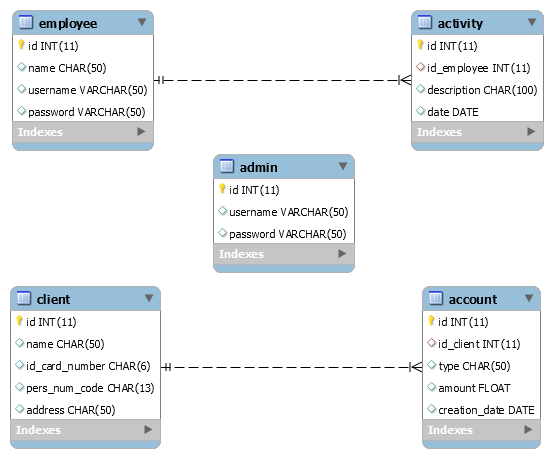 employee
id INT(11)
name CHAR(50)
username VARCHAR(50)
password VARCHAR(50)
Indexes
activity
id INT(11)
id_employee INT(11)
description CHAR(100)
date DATE
Indexes
admin
id INT(11)
username VARCHAR(50)
password VARCHAR(50)
Indexes
client
id INT(11)
name CHAR(50)
id_card_number CHAR(6)
pers_num_code CHAR(13)
address CHAR(50)
Indexes
account
id INT(11)
id_client INT(11)
type CHAR(50)
amount FLOAT
creation_date DATE
Indexes